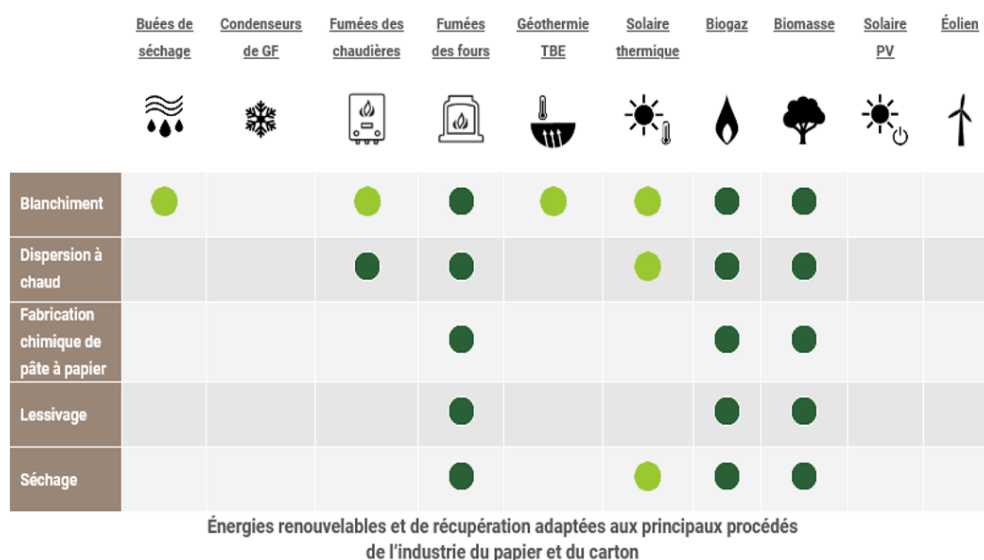 Buées de
séchage
Condenseurs
de GF
Fumées des
chaudières
Fumées
des fours
Géothermie
TBE
Solaire
thermique
Biogaz
Biomasse
Solaire
PV
Éolien
Blanchiment
Dispersion à
chaud
Fabrication
chimique de
pâte à papier
Lessivage
Séchage
Énergies renouvelables et de récupération adaptées aux principaux procédés
de l'industrie du papier et du carton